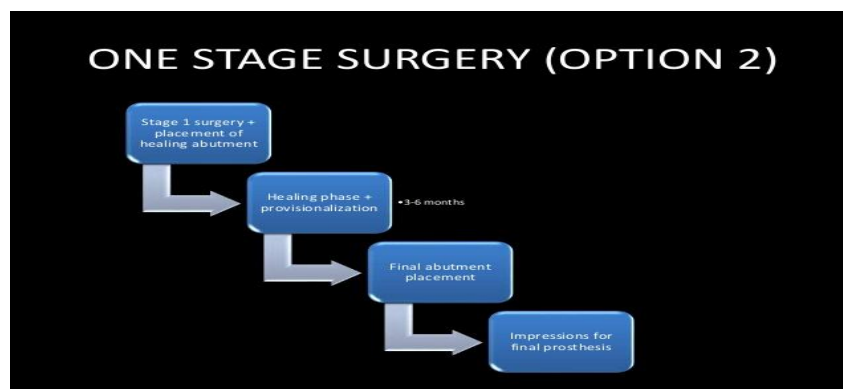 ONE STAGE SURGERY (OPTION 2)
Stage 1 surgery +
placement of
healing abutment
Healing phase +
provisionalization
•3-6 months
Final abutment
placement
Impressions for
final prosthesis